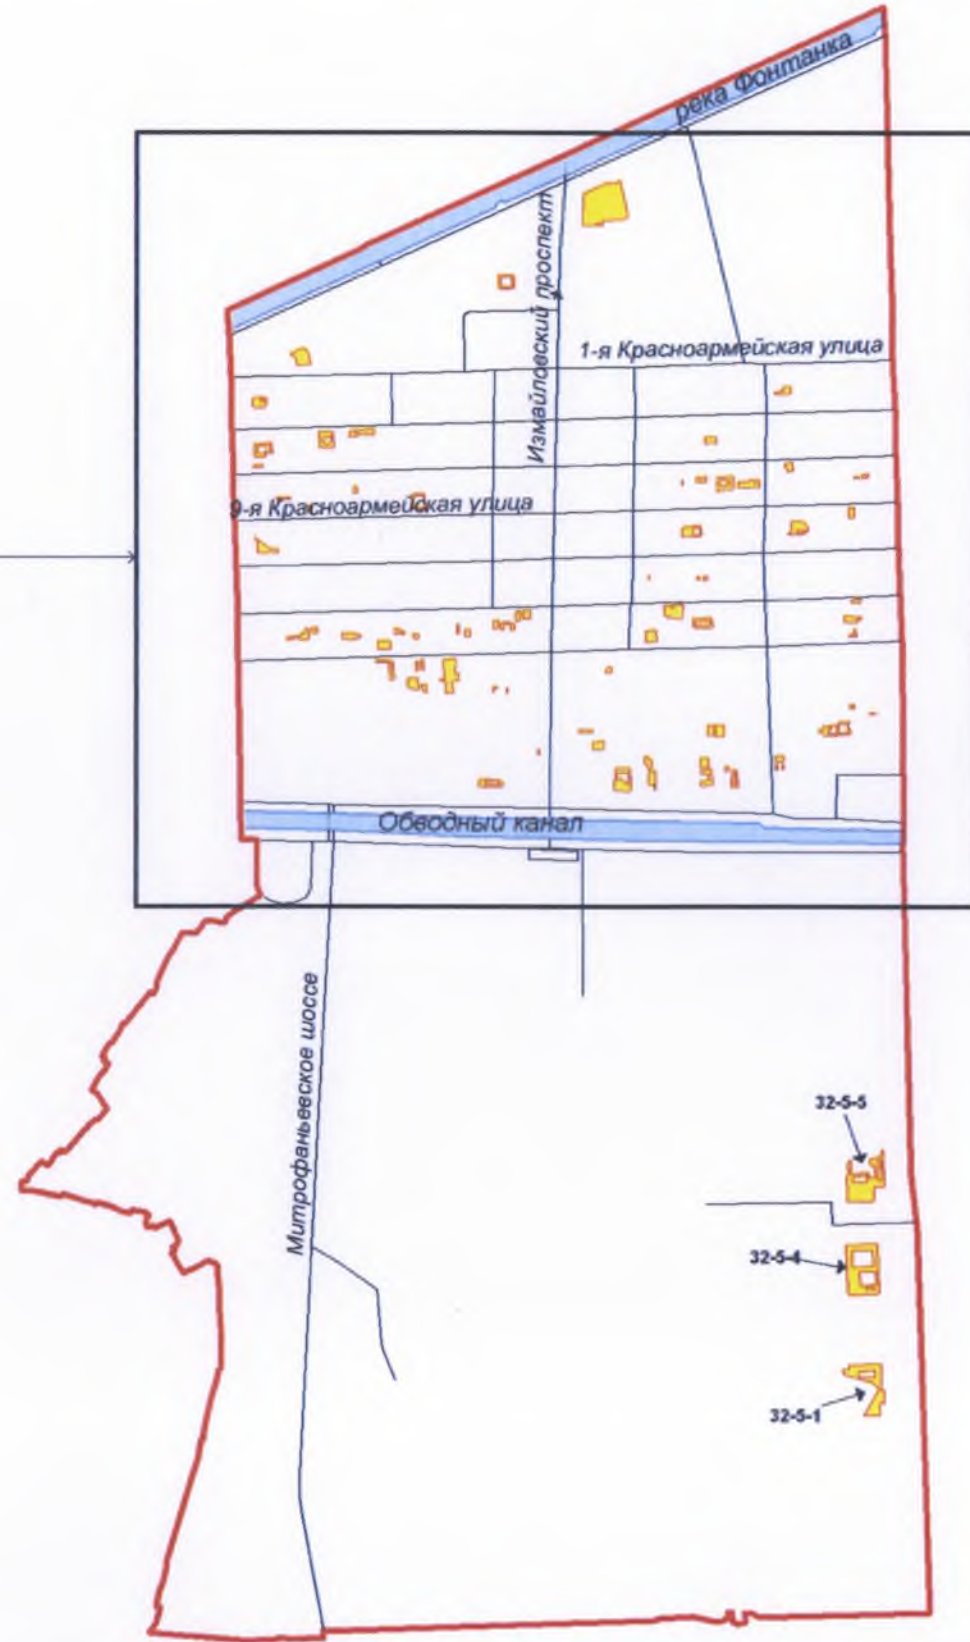 река Фонтанка
Измайловский проспект
1-я Красноармейская улица
9-я Красноармейская улица
Обводный канал
Митрофаньевское шоссе
32-5-5
32-5-4
32-5-1